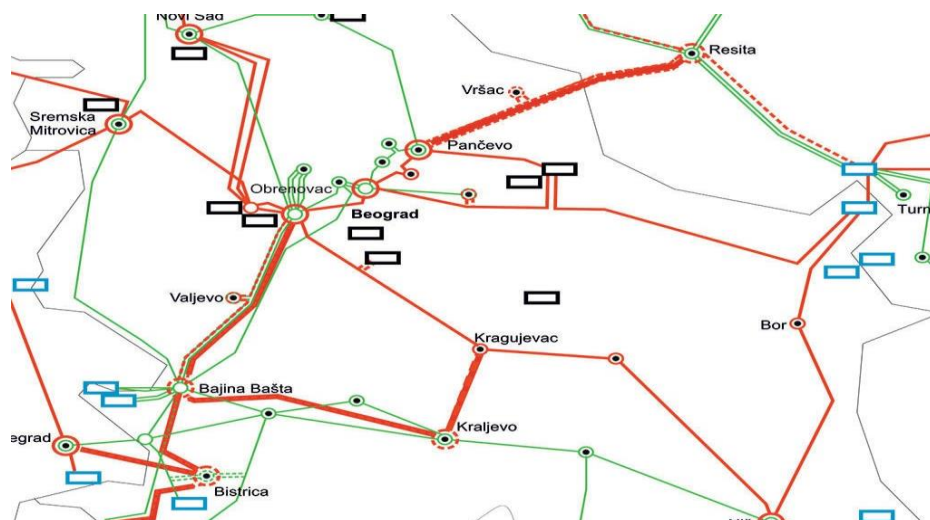 Novi Sad
Resita
Vršac
Sremska
Mitrovica
Pančevo
Obrenovac
Beograd
Turn
Valjevo
Kragujevac
Bor
Bajina Bašta
Kraljevo
egrad
Bistrica